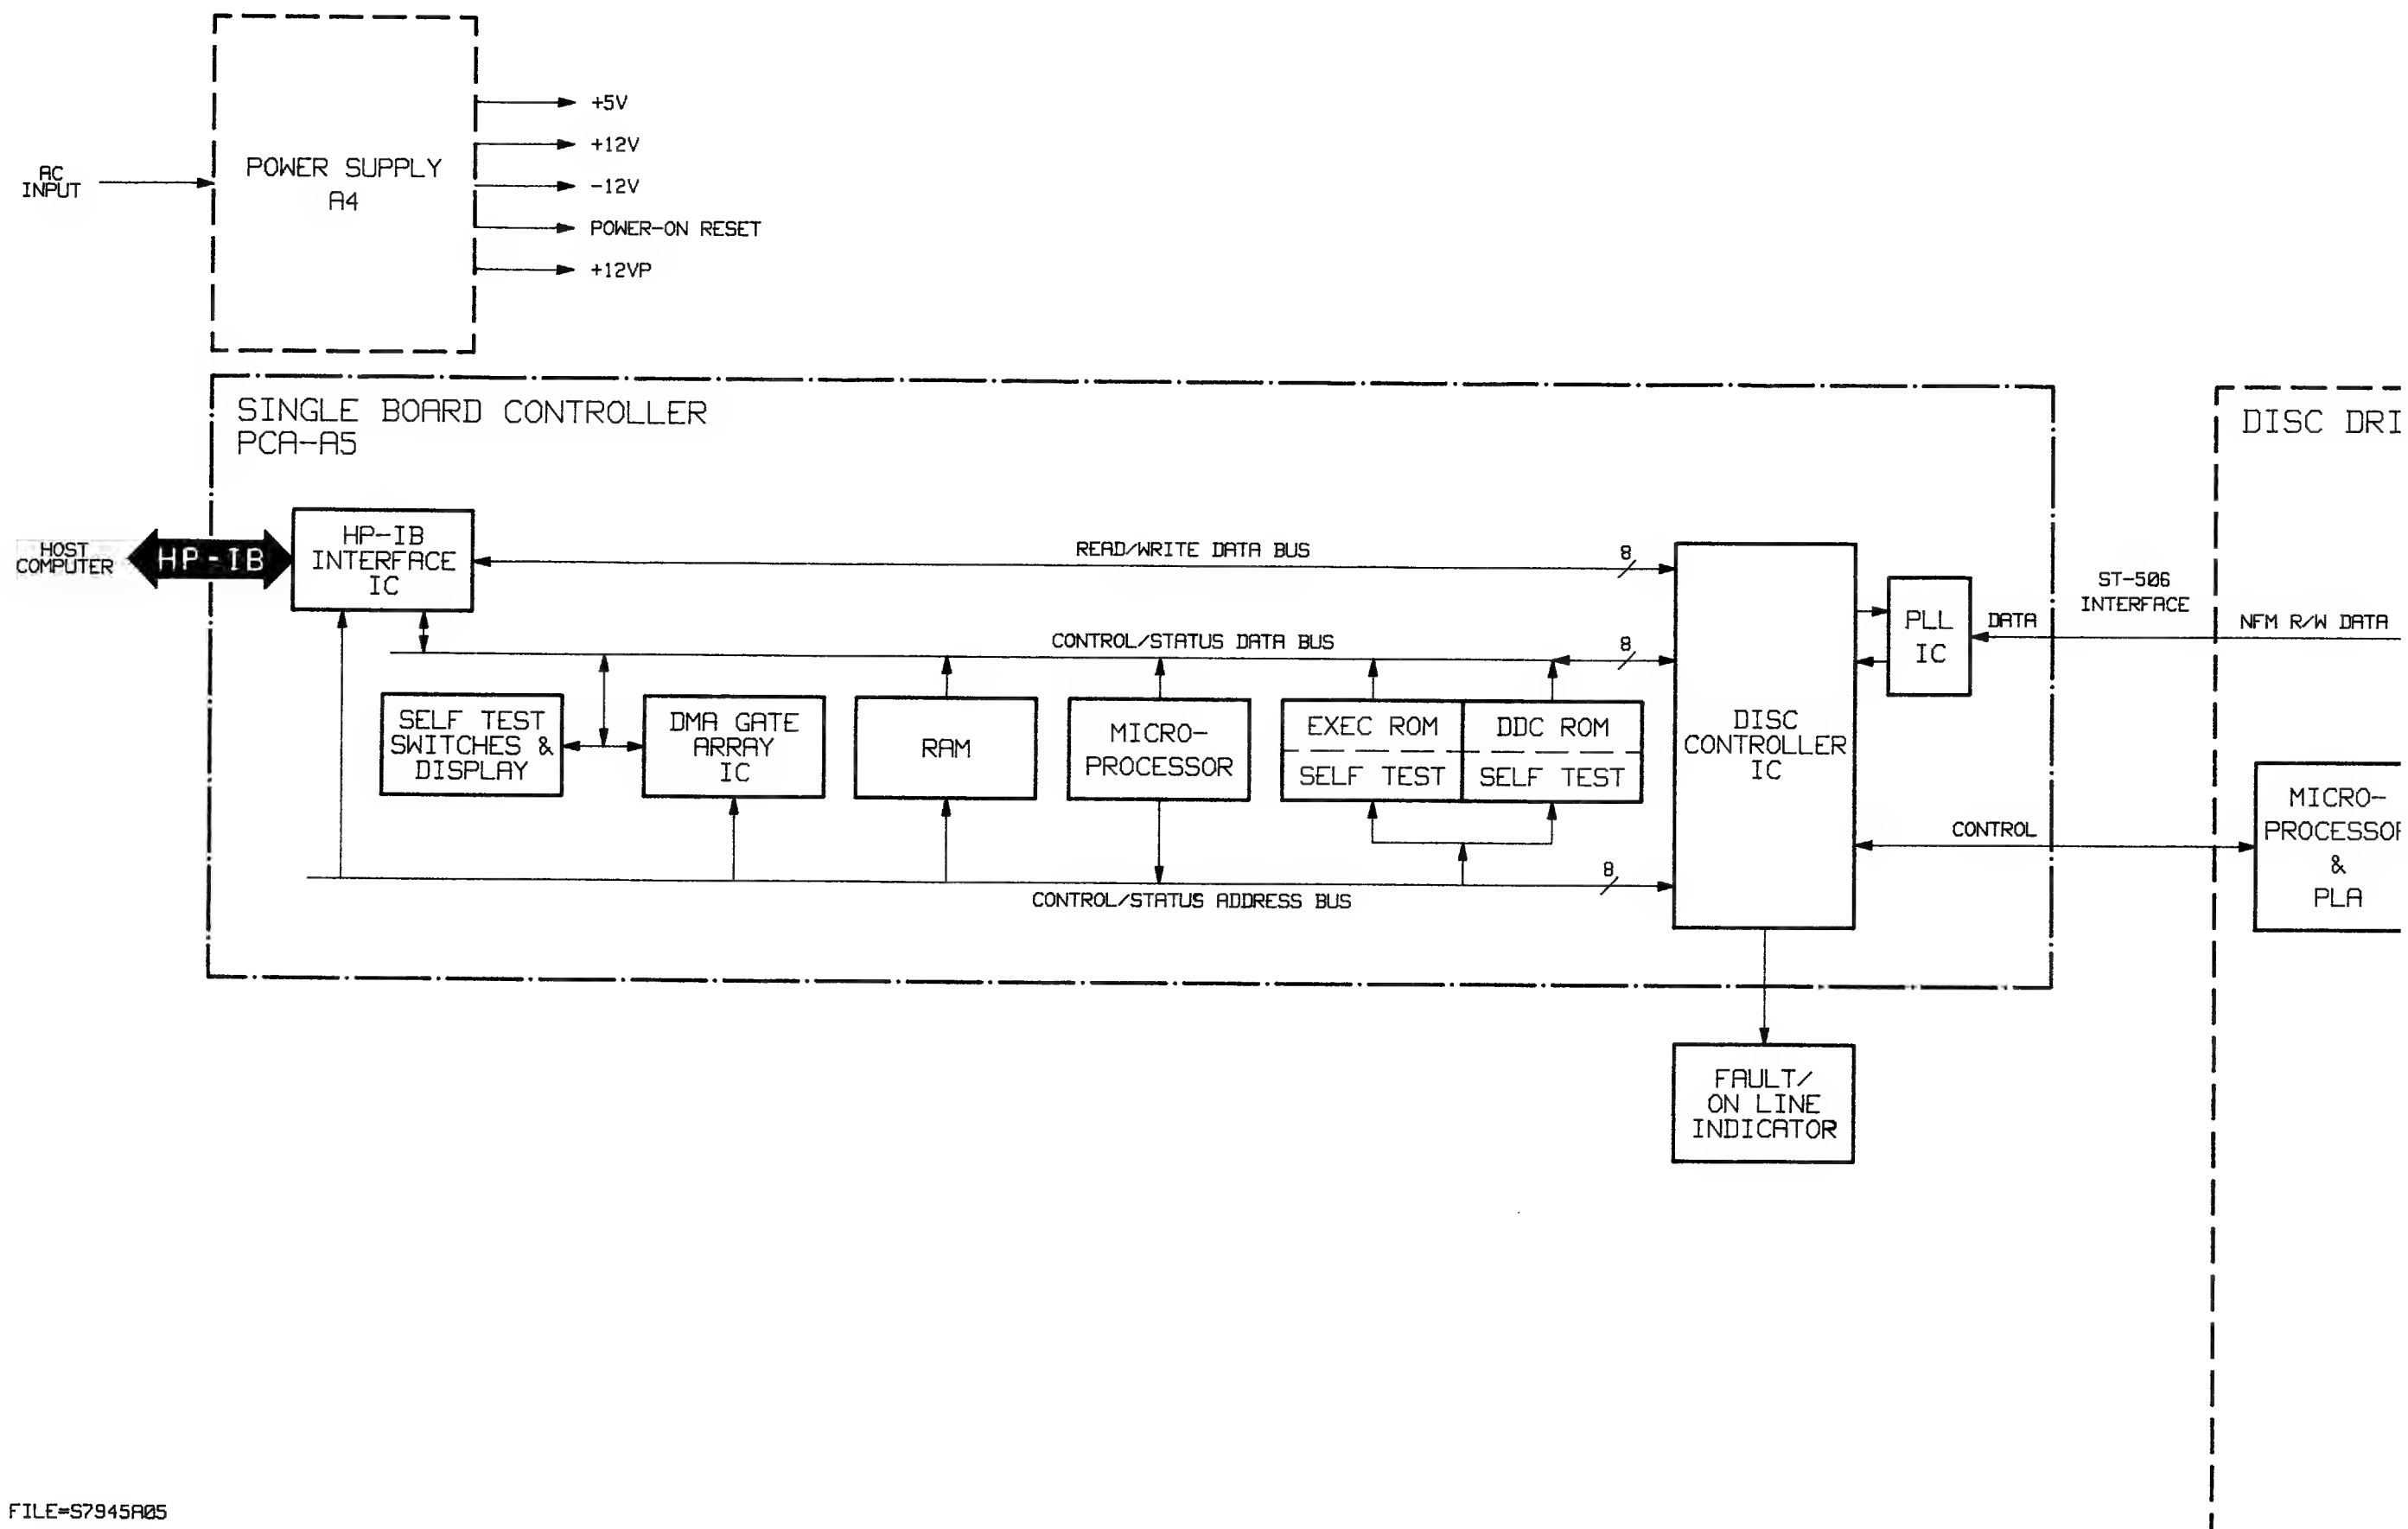 +5V
+12V
AC
INPUT
POWER SUPPLY
A4
-12V
POWER-ON RESET
+12VP
SINGLE BOARD CONTROLLER
PCA-A5
DISC DRI
HOST
COMPUTER
HP-IB
HP-IB
INTERFACE
IC
READ/WRITE DATA BUS
8
CONTROL/STATUS DATA BUS
8
SELF TEST
SWITCHES &
DISPLAY
DMA GATE
ARRAY
IC
RAM
MICRO-
PROCESSOR
EXEC ROM
SELF TEST
DDC ROM
SELF TEST
DISC
CONTROLLER
IC
PLL
IC
DATA
ST-506
INTERFACE
NFM R/W DATA
CONTROL
MICRO-
PROCESSOR
&
PLA
8
CONTROL/STATUS ADDRESS BUS
FAULT/
ON LINE
INDICATOR
FILE=S7945A05